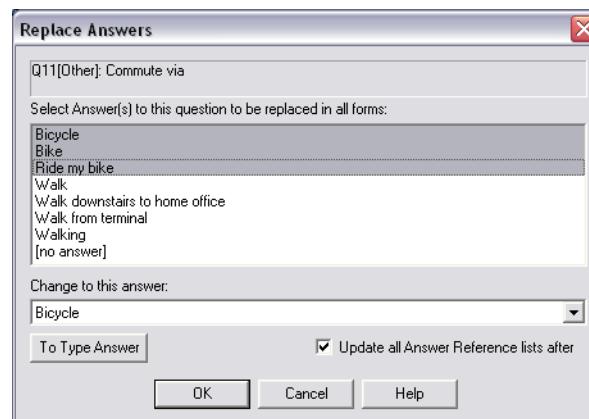 Replace Answers
Q11[Other]: Commute via
Select Answer(s) to this question to be replaced in all forms:
Bicycle
Bike
Ride my bike
Walk
Walk downstairs to home office
Walk from terminal
Walking
[no answer]
Change to this answer:
Bicycle
To Type Answer
Update all Answer Reference lists after
OK
Cancel
Help